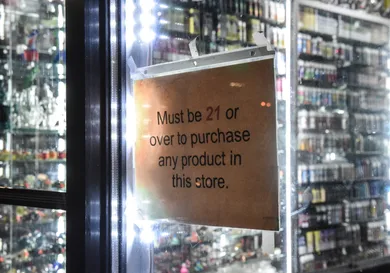 Must be 21 or
over to purchase
any product in
this store.